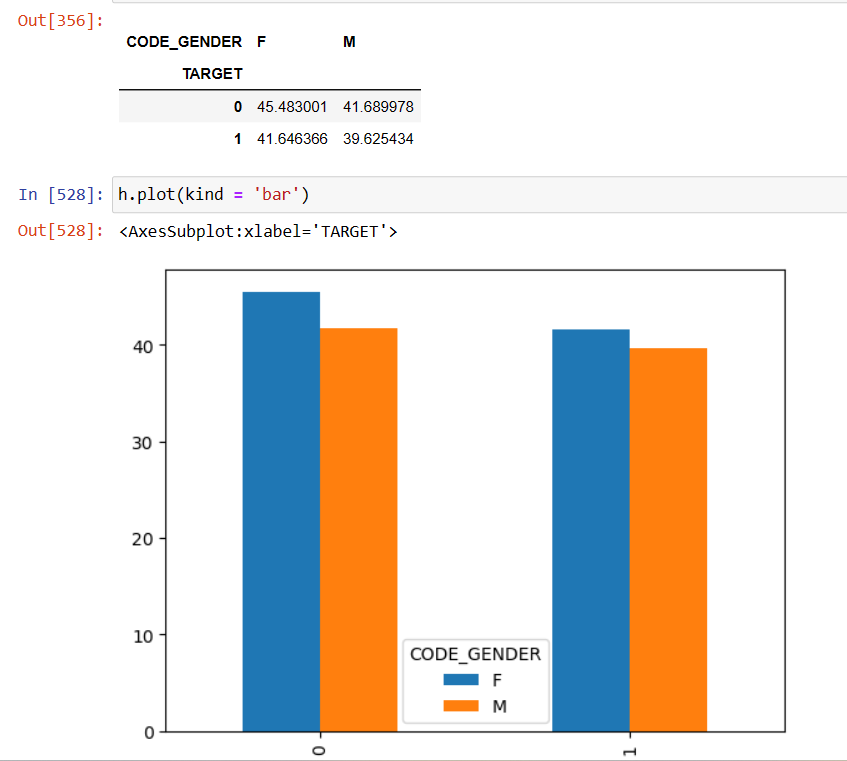 Out[356]:
CODE_GENDER F M
TARGET
0 45.483001 41.689978
1 41.646366 39.625434
In [528]: h.plot(kind = 'bar')
Out[528]: <AxesSubplot:xlabel='TARGET'>
40
30
20
10
0
CODE_GENDER
F
M
0 1